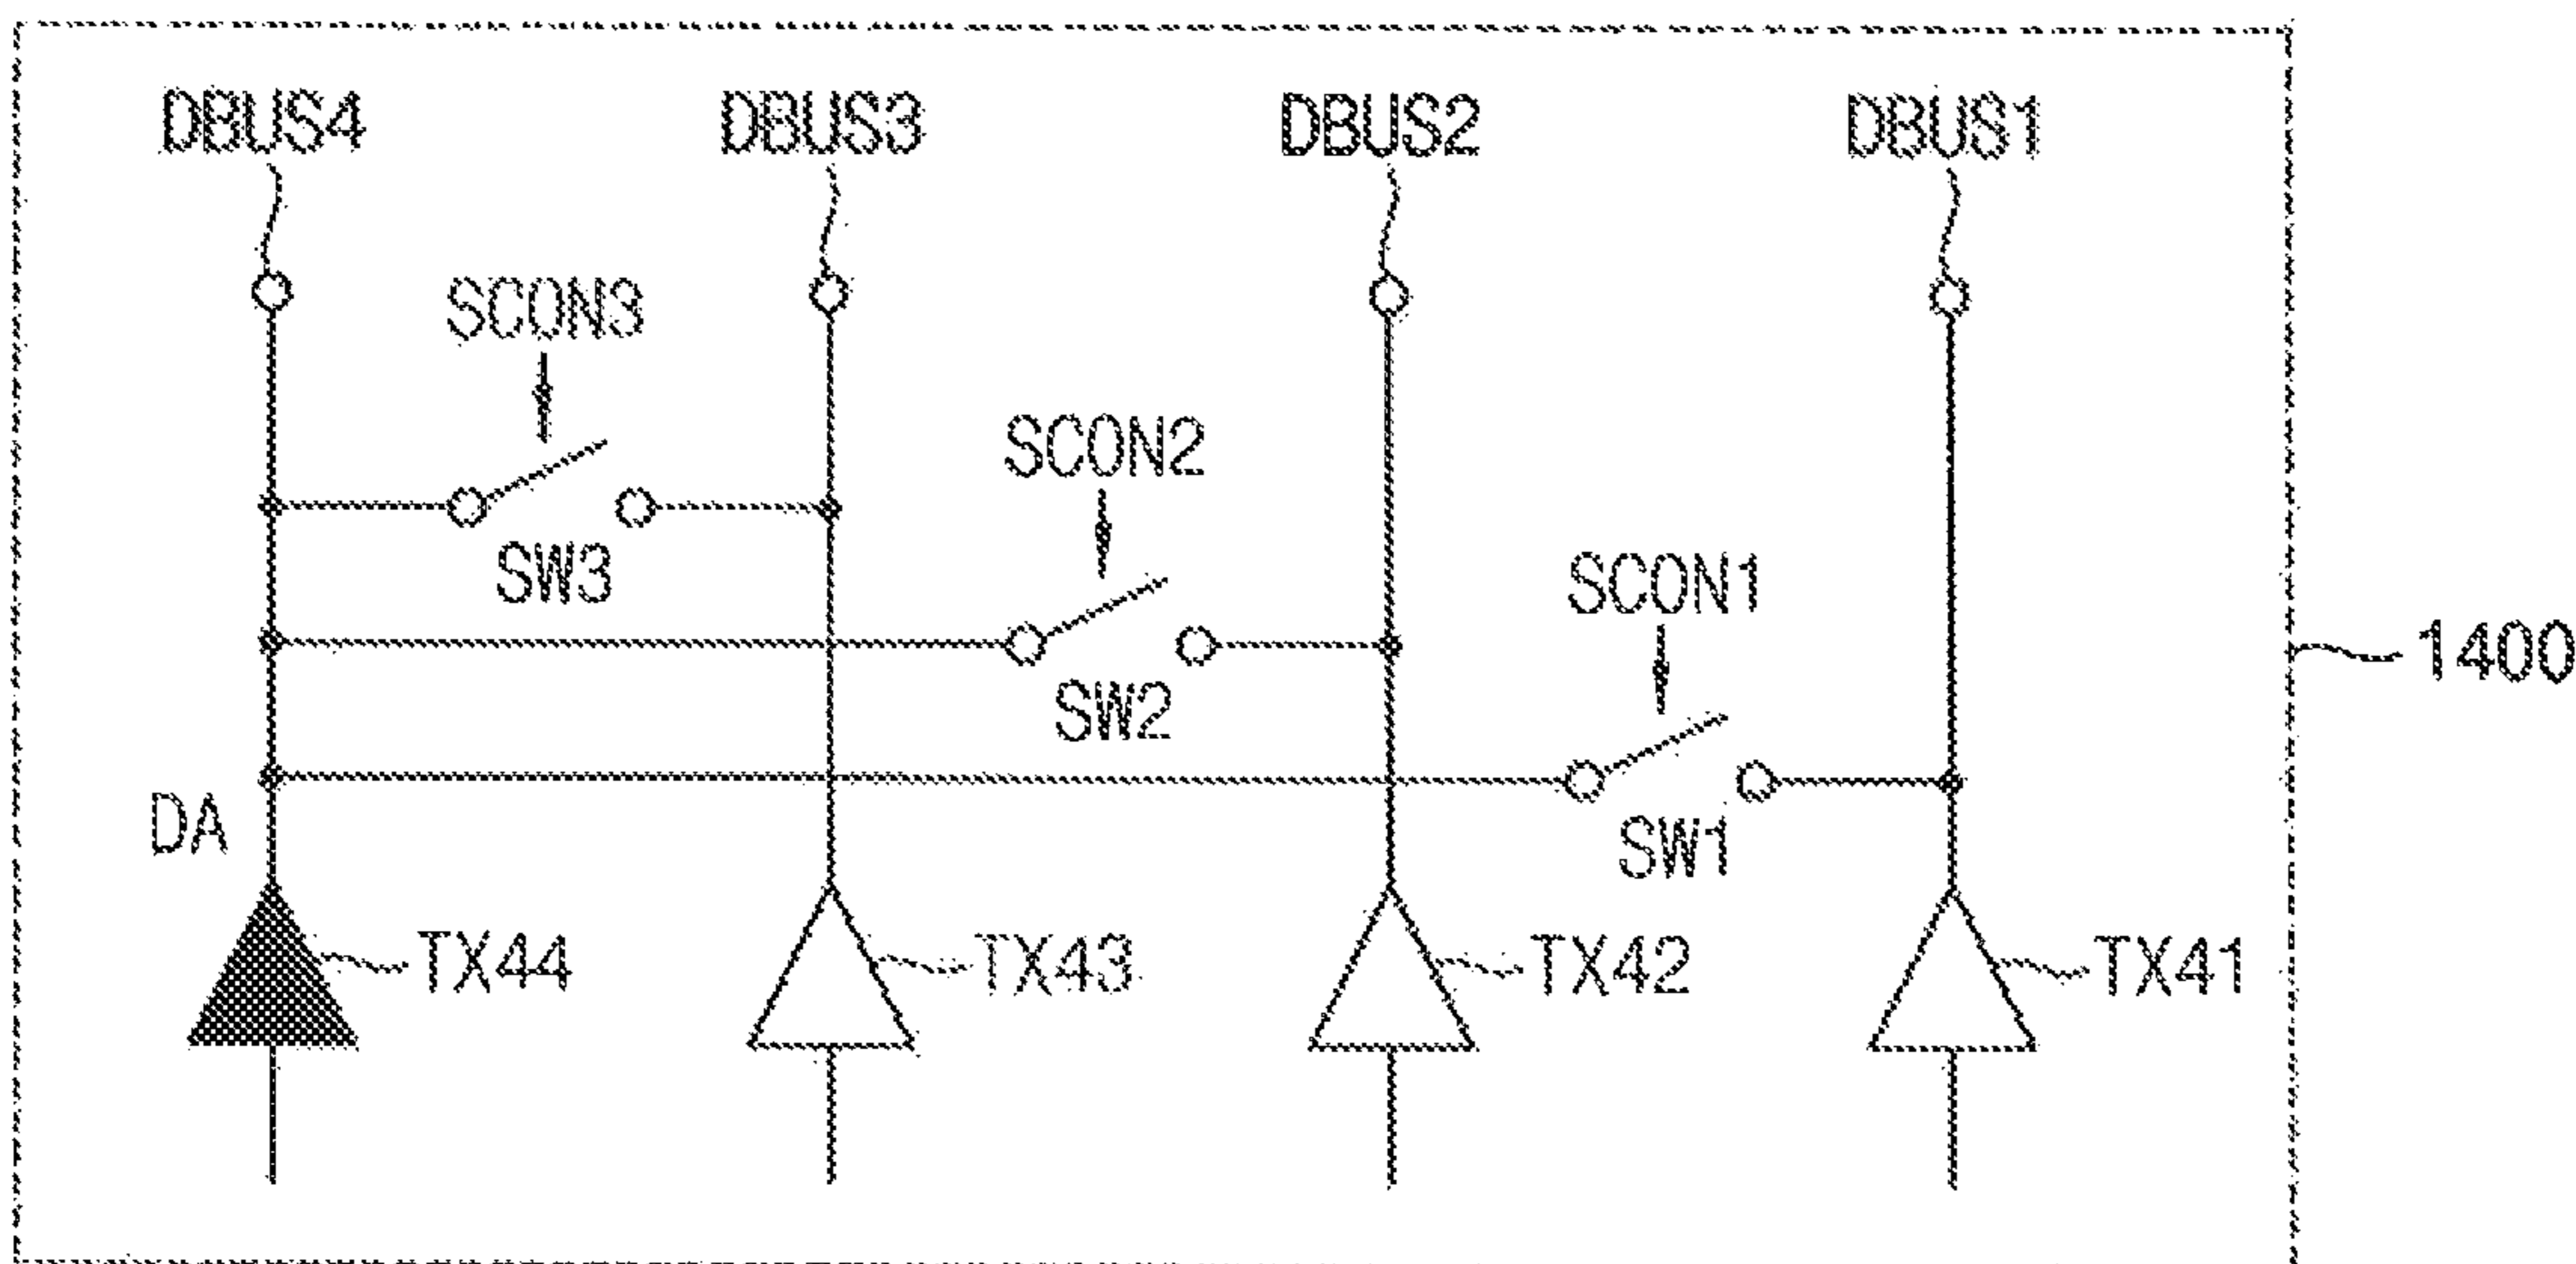 DBUS4 DBUS3 DBUS2 DBUS1
SCON3
SCON2
SW3
SCON1
1400
SW2
DA
SW1
TX44 TX43 TX42 TX41